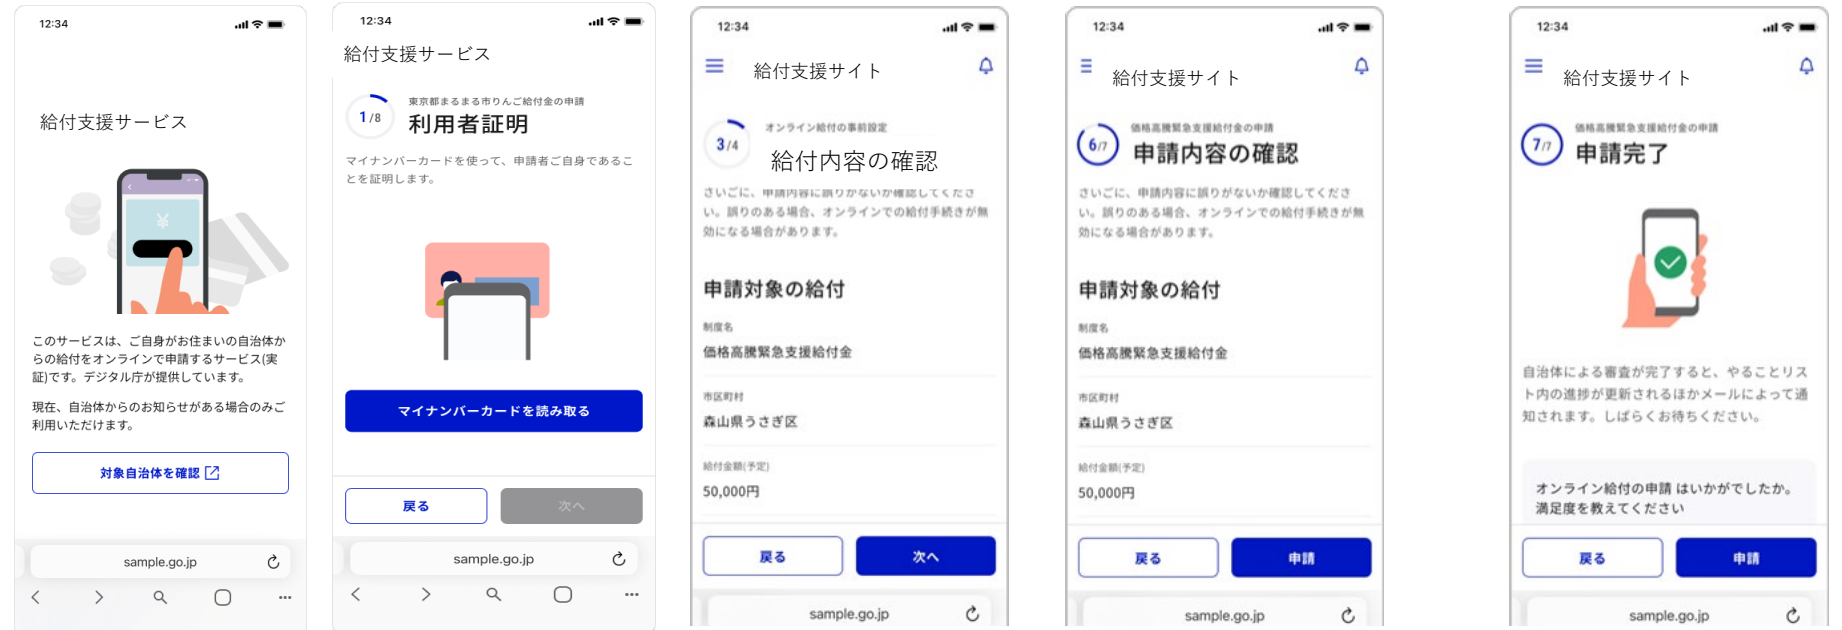 12:34
給付支援サービス
¥
このサービスは、ご自身がお住まいの自治体か
らの給付をオンラインで申請するサービス(実
証)です。デジタル庁が提供しています。
現在、自治体からのお知らせがある場合のみご
利用いただけます。
対象自治体を確認
sample.go.jp
12:34
給付支援サービス
1/8
東京都まるまる市りんご給付金の申請
利用者証明
マイナンバーカードを使って、申請者ご自身であるこ
とを証明します。
マイナンバーカードを読み取る
戻る
次へ
sample.go.jp
12:34
給付支援サイト
3/4
オンライン給付の事前設定
給付内容の確認
さいごに、申請内容に誤りがないか確認してくださ
い。誤りのある場合、オンラインでの給付手続きが無
効になる場合があります。
申請対象の給付
制度名
価格高騰緊急支援給付金
市区町村
森山県うさぎ区
給付金額(予定)
50,000円
戻る
次へ
sample.go.jp
12:34
給付支援サイト
6/7
価格高騰緊急支援給付金の申請
申請内容の確認
さいごに、申請内容に誤りがないか確認してくださ
い。誤りのある場合、オンラインでの給付手続きが無
効になる場合があります。
申請対象の給付
制度名
価格高騰緊急支援給付金
市区町村
森山県うさぎ区
給付金額(予定)
50,000円
戻る
申請
sample.go.jp
12:34
給付支援サイト
7/7
価格高騰緊急支援給付金の申請
申請完了
自治体による審査が完了すると、やることリス
ト内の進捗が更新されるほかメールによって通
知されます。しばらくお待ちください。
オンライン給付の申請 はいかがでしたか。
満足度を教えてください
戻る
申請
sample.go.jp